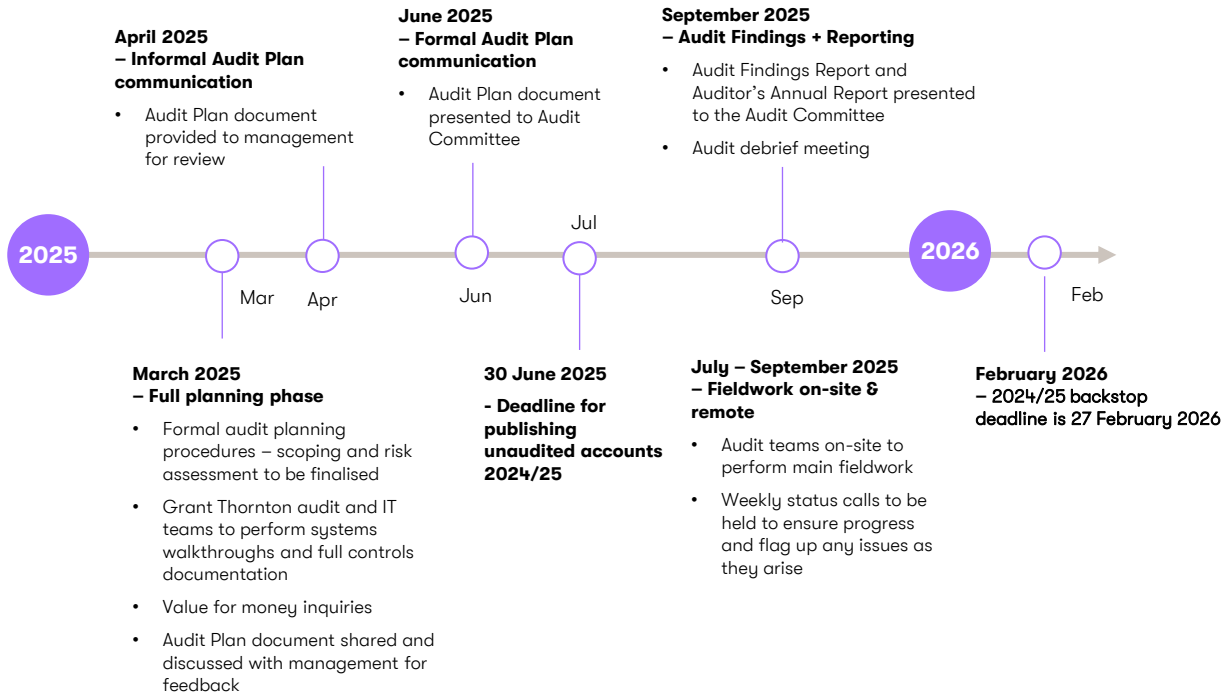 April 2025
– Informal Audit Plan
communication
• Audit Plan document
provided to management
for review
June 2025
– Formal Audit Plan
communication
• Audit Plan document
presented to Audit
Committee
September 2025
– Audit Findings + Reporting
• Audit Findings Report and
Auditor’s Annual Report presented
to the Audit Committee
• Audit debrief meeting
2025
Mar
Apr
Jun
Jul
Sep
2026
Feb
March 2025
– Full planning phase
• Formal audit planning
procedures – scoping and risk
assessment to be finalised
• Grant Thornton audit and IT
teams to perform systems
walkthroughs and full controls
documentation
• Value for money inquiries
• Audit Plan document shared and
discussed with management for
feedback
30 June 2025
- Deadline for
publishing
unaudited accounts
2024/25
July – September 2025
– Fieldwork on-site &
remote
• Audit teams on-site to
perform main fieldwork
• Weekly status calls to be
held to ensure progress
and flag up any issues as
they arise
February 2026
– 2024/25 backstop
deadline is 27 February 2026